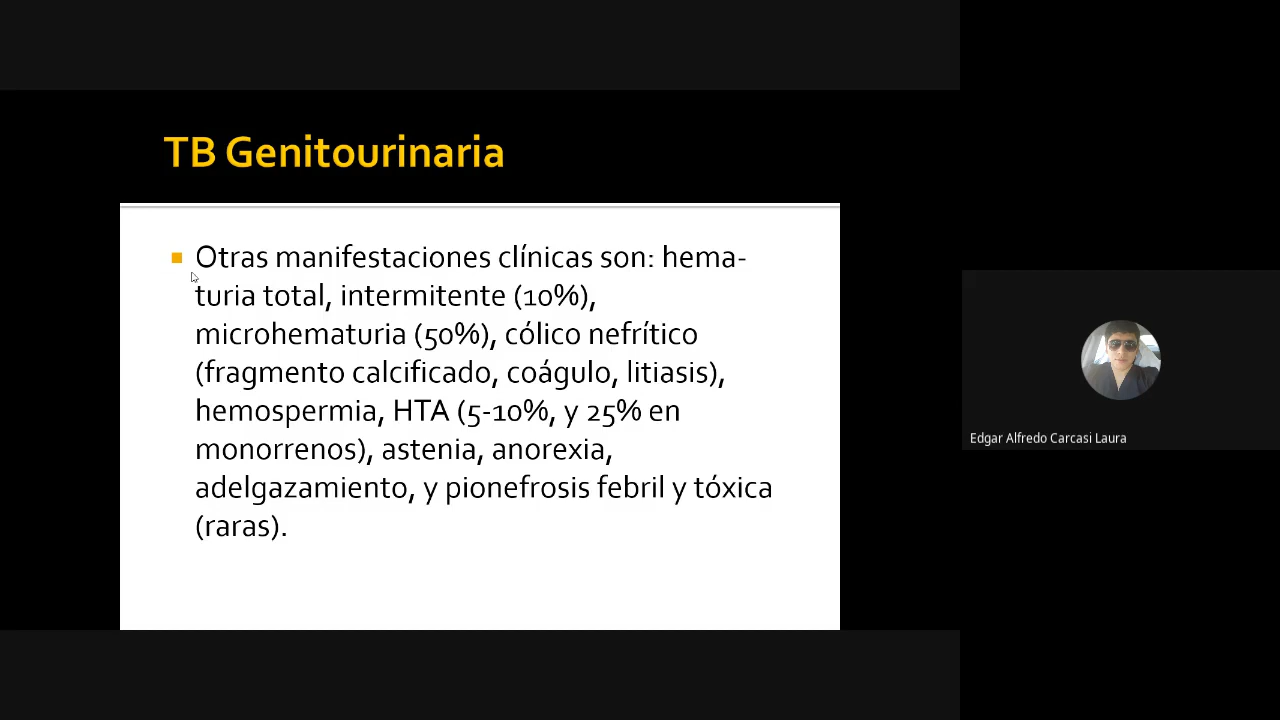 TB Genitourinaria
Otras manifestaciones clínicas son: hema-
turia total, intermitente (10%),
microhematuria (50%), cólico nefrítico
(fragmento calcificado, coágulo, litiasis),
hemospermia, HTA (5-10%, y 25% en
monorrenos), astenia, anorexia,
adelgazamiento, y pionefrosis febril y tóxica
(raras).
Edgar Alfredo Carcasi Laura